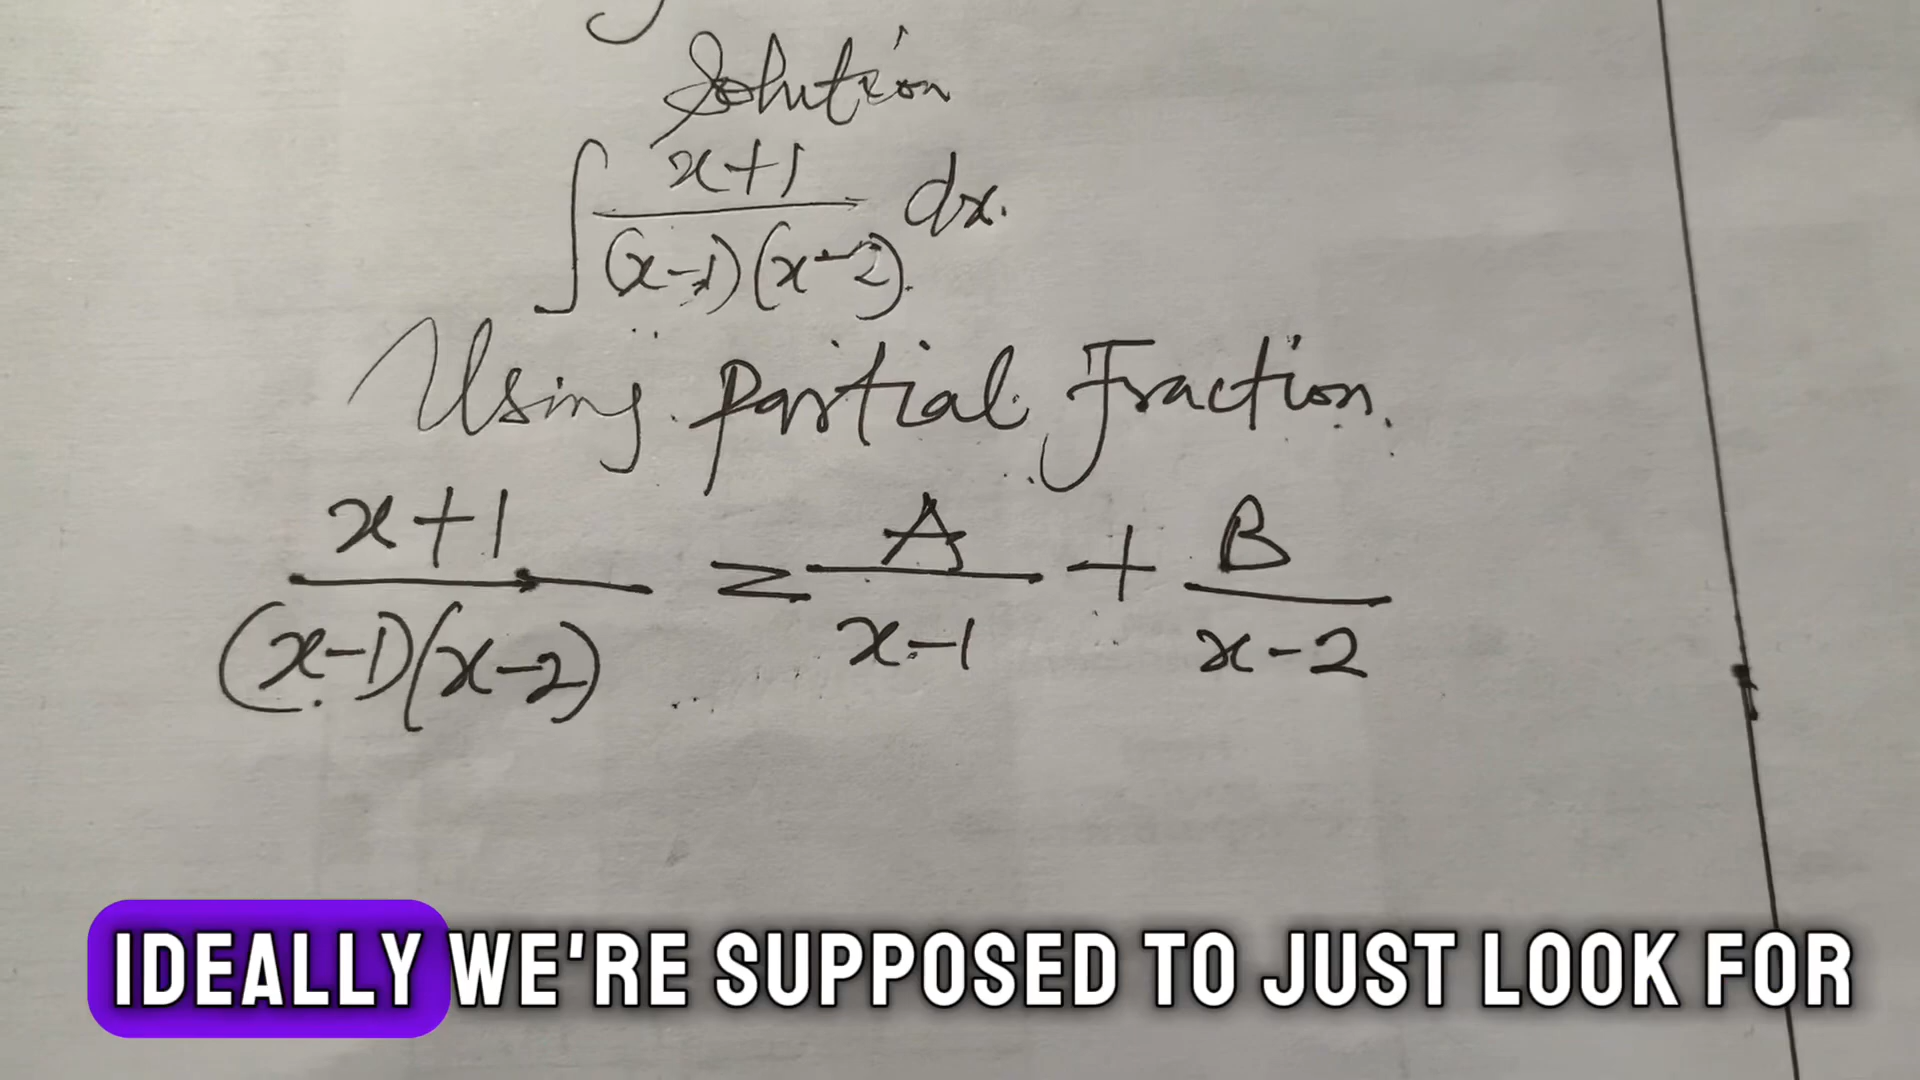 Solution
∫ x+1 / (x-1)(x-2) dx.
Using Partial Fraction.
x+1 / (x-1)(x-2) = A / x-1 + B / x-2
IDEALLY WE'RE SUPPOSED TO JUST LOOK FOR